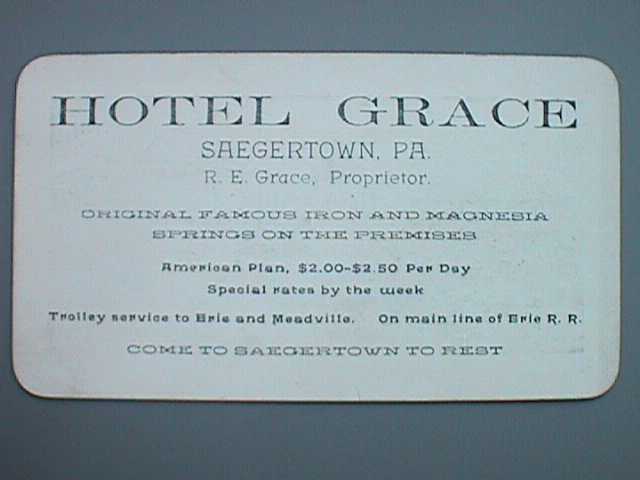 HOTEL GRACE
SAEGERTOWN, PA.
R. E. Grace, Proprietor.
ORIGINAL FAMOUS IRON AND MAGNESIA
SPRINGS ON THE PREMISES
American Plan, $2.00-$2.50 Per Day
Special rates by the week
Trolley service to Erie and Meadville. On main line of Erie R. R.
COME TO SAEGERTOWN TO REST